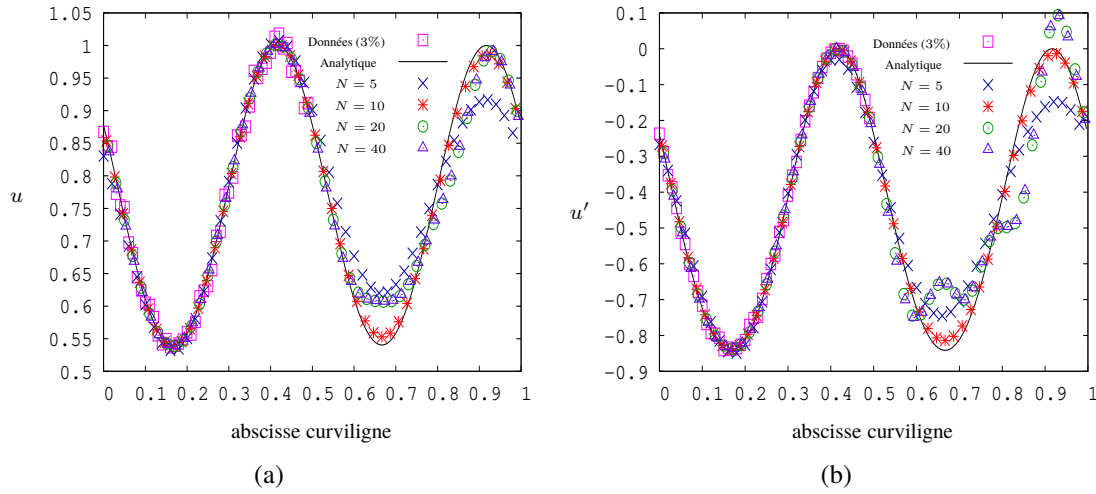 1.05
1
0.95
0.9
0.85
0.8
0.75
0.7
0.65
0.6
0.55
0.5
u
0 0.1 0.2 0.3 0.4 0.5 0.6 0.7 0.8 0.9 1
abscisse curviligne
Données (3%)
Analytique
N = 5
N = 10
N = 20
N = 40
(a)
0.1
0
−0.1
−0.2
−0.3
−0.4
−0.5
−0.6
−0.7
−0.8
−0.9
u′
0 0.1 0.2 0.3 0.4 0.5 0.6 0.7 0.8 0.9 1
abscisse curviligne
Données (3%)
Analytique
N = 5
N = 10
N = 20
N = 40
(b)